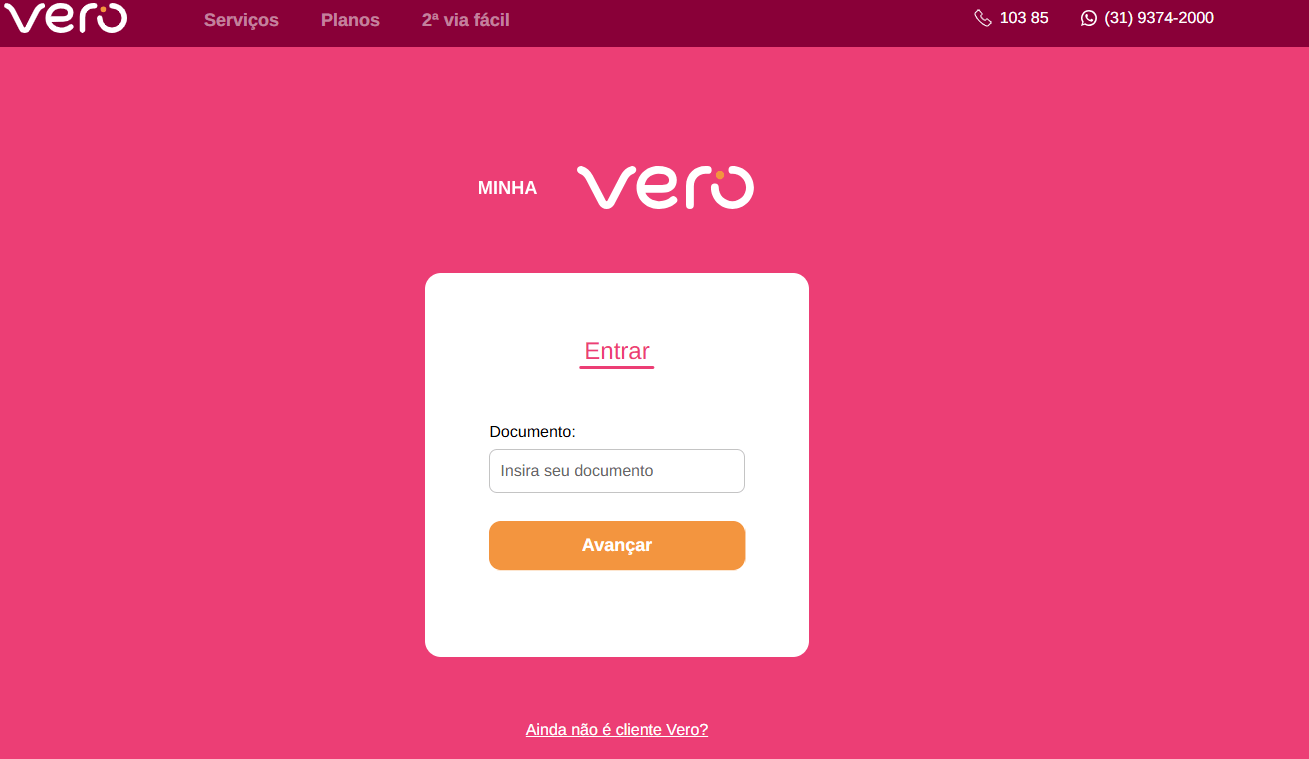 vero Serviços Planos 2ª via fácil 103 85 (31) 9374-2000
MINHA vero
Entrar
Documento:
Insira seu documento
Avançar
Ainda não é cliente Vero?